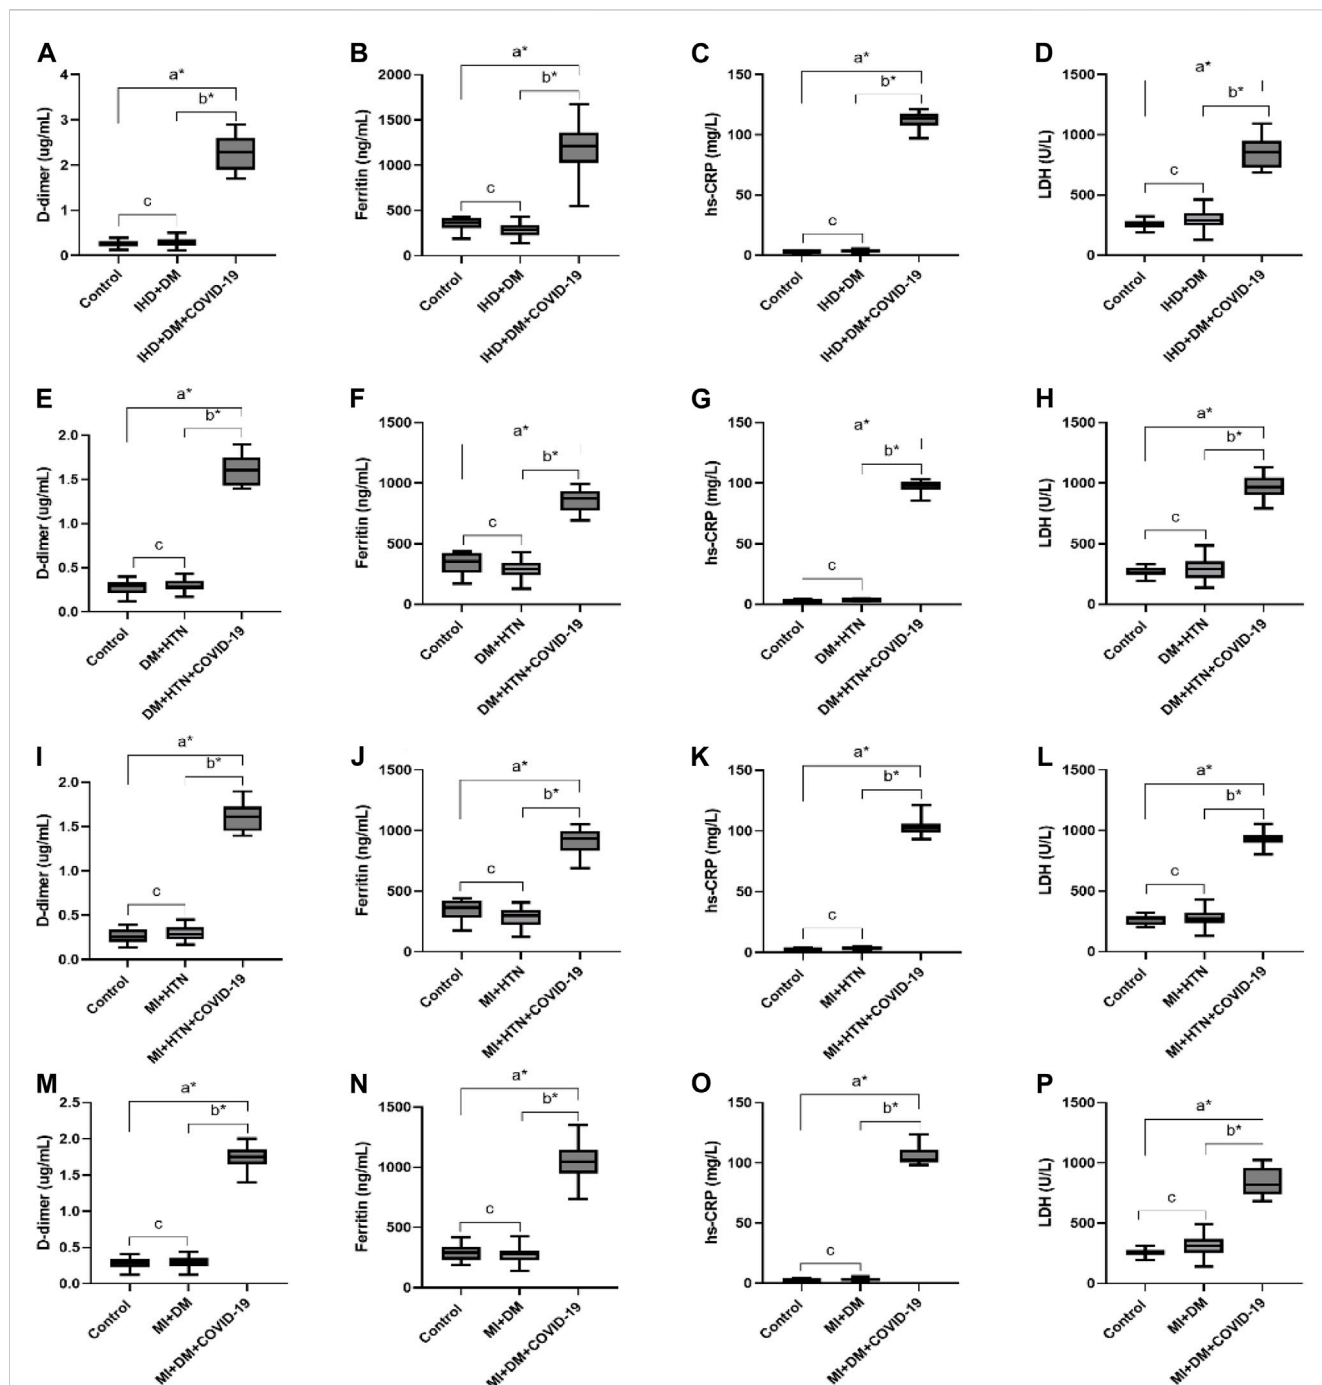 A
D-dimer (ug/mL)
4
3
2
1
0
a*
b*
c
Control
IHD+DM
IHD+DM+COVID-19
B
Ferritin (ng/mL)
2000
1500
1000
500
0
a*
b*
c
Control
IHD+DM
IHD+DM+COVID-19
C
hs-CRP (mg/L)
150
100
50
0
a*
b*
c
Control
IHD+DM
IHD+DM+COVID-19
D
LDH (U/L)
1500
1000
500
0
a*
b*
c
Control
IHD+DM
IHD+DM+COVID-19
E
D-dimer (ug/mL)
2.0
1.5
1.0
0.5
0.0
a*
b*
c
Control
DM+HTN
DM+HTN+COVID-19
F
Ferritin (ng/mL)
1500
1000
500
0
a*
b*
c
Control
DM+HTN
DM+HTN+COVID-19
G
hs-CRP (mg/L)
150
100
50
0
a*
b*
c
Control
DM+HTN
DM+HTN+COVID-19
H
LDH (U/L)
1500
1000
500
0
a*
b*
c
Control
DM+HTN
DM+HTN+COVID-19
I
D-dimer (ug/mL)
2.0
1.5
1.0
0.5
0.0
a*
b*
c
Control
MI+HTN
MI+HTN+COVID-19
J
Ferritin (ng/mL)
1500
1000
500
0
a*
b*
c
Control
MI+HTN
MI+HTN+COVID-19
K
hs-CRP (mg/L)
150
100
50
0
a*
b*
c
Control
MI+HTN
MI+HTN+COVID-19
L
LDH (U/L)
1500
1000
500
0
a*
b*
c
Control
MI+HTN
MI+HTN+COVID-19
M
D-dimer (ug/mL)
2.5
2.0
1.5
1.0
0.5
0.0
a*
b*
c
Control
MI+DM
MI+DM+COVID-19
N
Ferritin (ng/mL)
1500
1000
500
0
a*
b*
c
Control
MI+DM
MI+DM+COVID-19
O
hs-CRP (mg/L)
150
100
50
0
a*
b*
c
Control
MI+DM
MI+DM+COVID-19
P
LDH (U/L)
1500
1000
500
0
a*
b*
c
Control
MI+DM
MI+DM+COVID-19